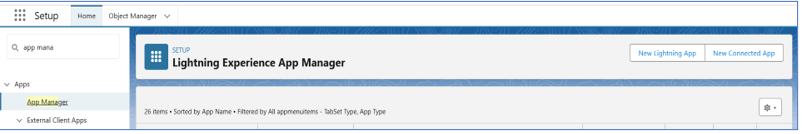 Setup Home Object Manager
app mana
SETUP
Lightning Experience App Manager
New Lightning App New Connected App
Apps
App Manager
External Client Apps
26 items • Sorted by App Name • Filtered by All appmenuitems - TabSet Type, App Type